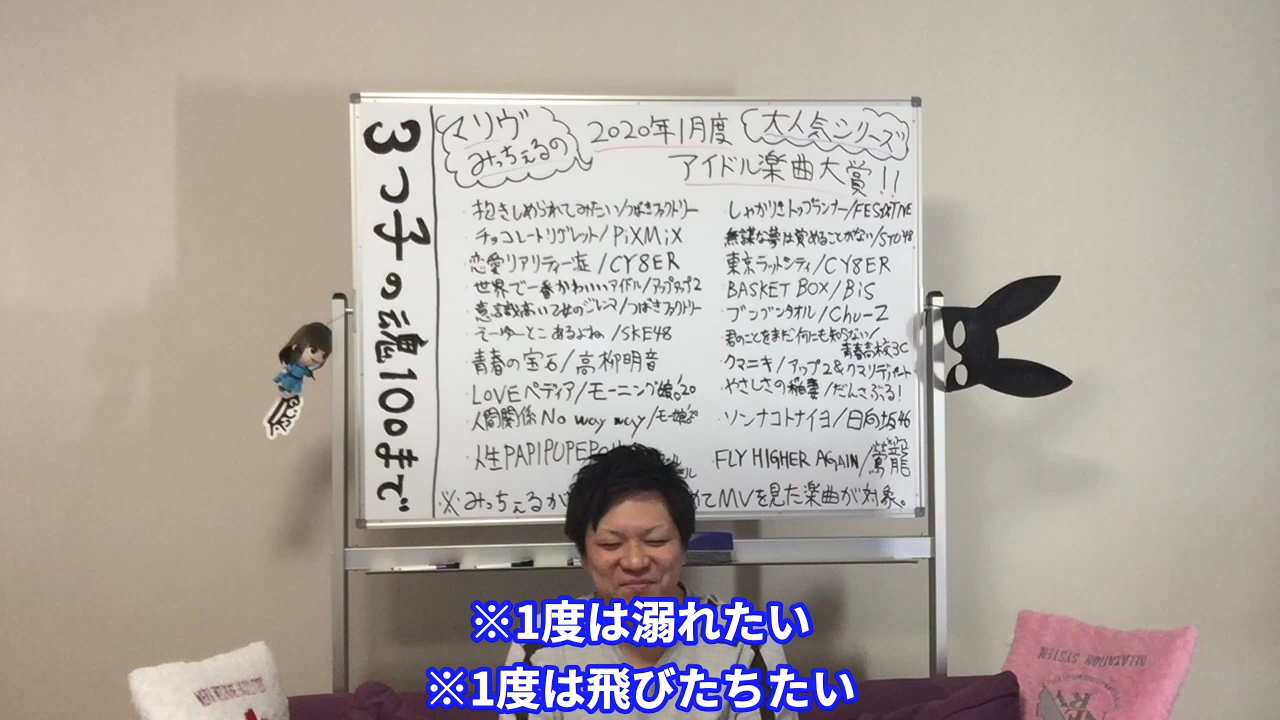 3つ子の魂100まで
マリヴ
みっちぇるの
2020年1月度
大人気シリーズ
アイドル楽曲大賞!!
・抱きしめられてみたい/つばきファクトリー
・チョコレートリグレット/PiXMiX
・恋愛リアリティー症/CY8ER
・世界で一番かわいいアイドル/アップアップ2
・意識高い乙女のジレンマ/つばきファクトリー
・そーゆーとこあるよね/SKE48
・青春の宝石/高柳明音
・LOVEペディア/モーニング娘。'20
・人間関係No way way/モー娘。'20
・人生PAPIPUPEPO
・しゃかりきトップランナー/FES☆TIVE
・無謀な夢は覚めることがない/STU48
・東京ラットシティ/CY8ER
・BASKET BOX/BiS
・ブンブンタオル/Chu-Z
・君のことをまだ何にも知らない/
青春高校3C
・クマニキ/アップ2&クマリデパート
・やさしさの稲妻/だんさぶる!
・ソンナコトナイヨ/日向坂46
FLY HIGHER AGAIN/鶯籠
※みっちぇるが
めてMVを見た楽曲が対象。
RELAXATION SYSTEM
※1度は溺れたい
※1度は飛びたちたい